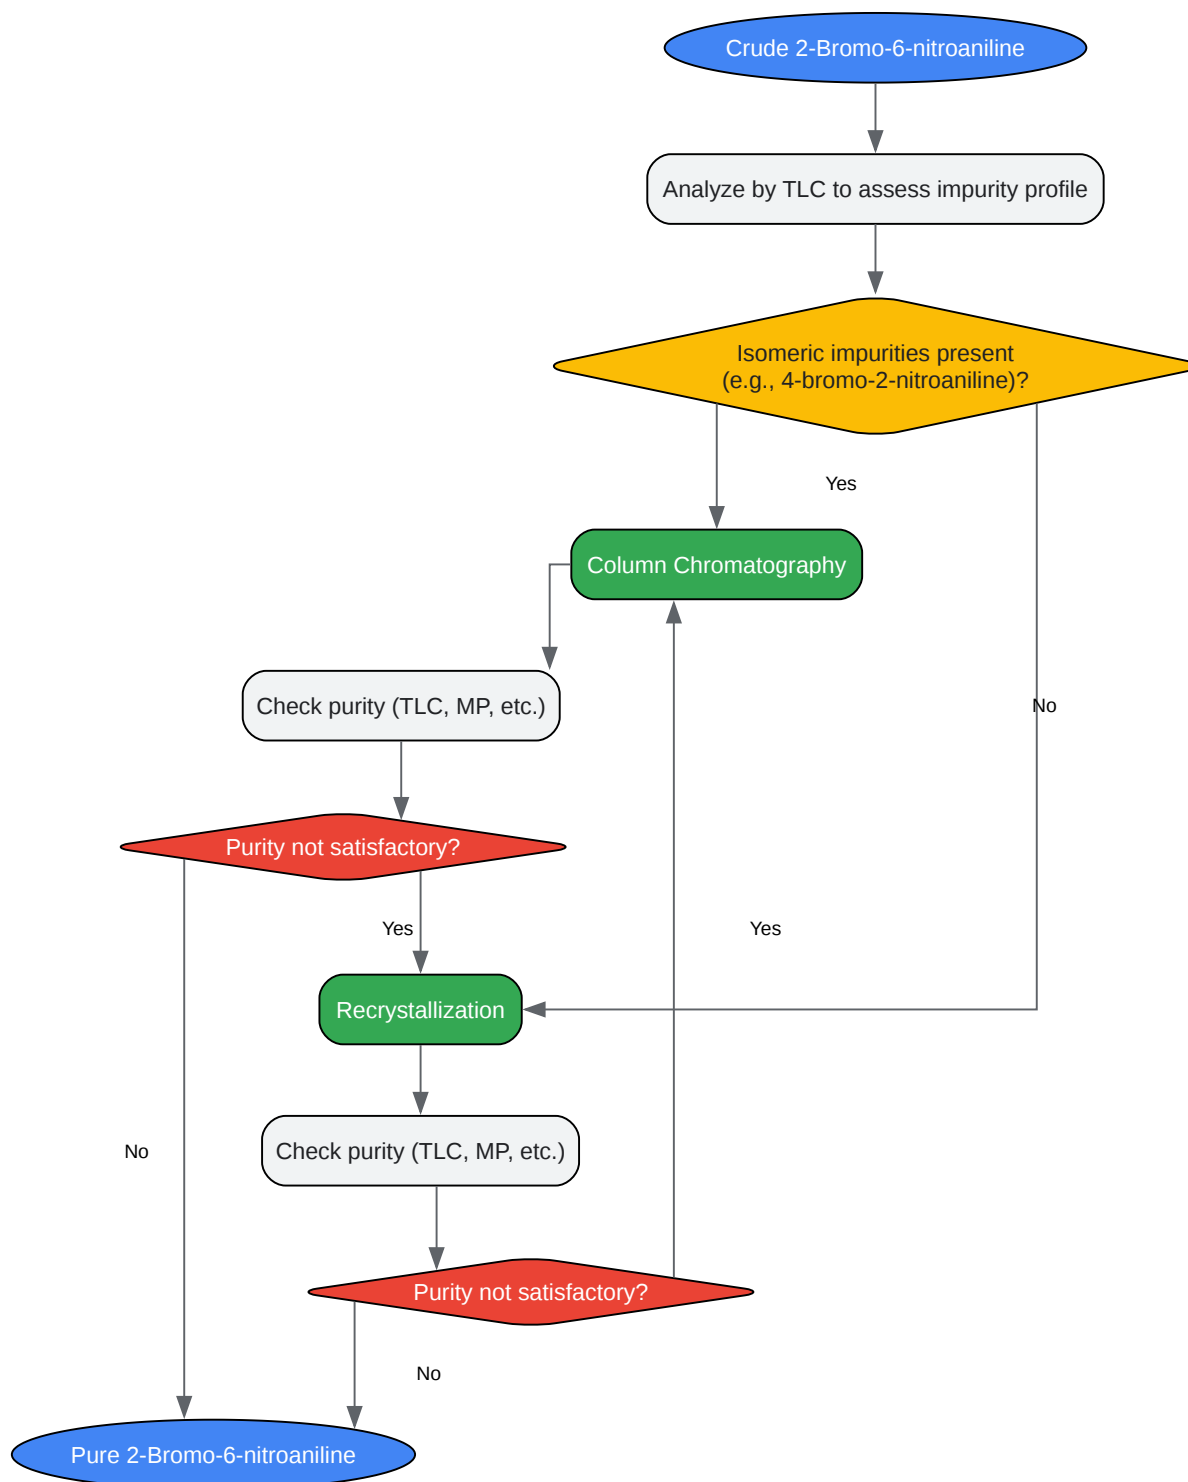 Crude 2-Bromo-6-nitroaniline
Analyze by TLC to assess impurity profile
Isomeric impurities present
(e.g., 4-bromo-2-nitroaniline)?
Yes
Column Chromatography
Check purity (TLC, MP, etc.)
No
Purity not satisfactory?
Yes
Yes
Recrystallization
Check purity (TLC, MP, etc.)
No
Purity not satisfactory?
No
Pure 2-Bromo-6-nitroaniline